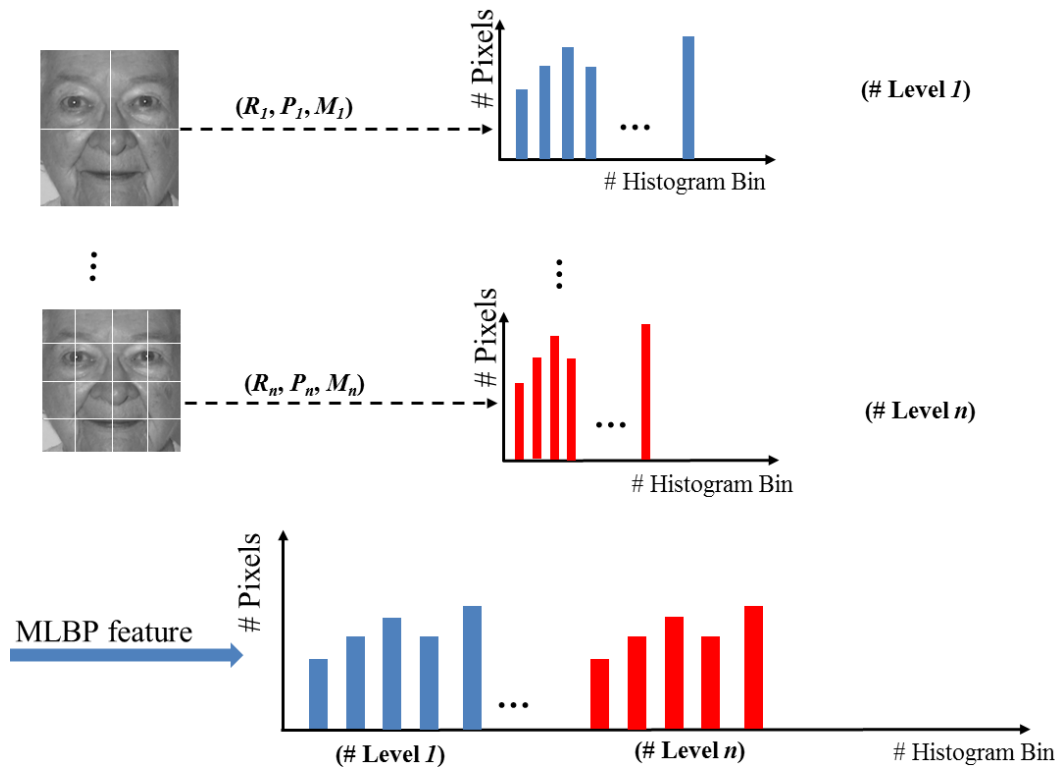 # Pixels
(R1, P1, M1)
(# Level 1)
...
# Histogram Bin
⋮
⋮
# Pixels
(Rn, Pn, Mn)
...
(# Level n)
# Histogram Bin
# Pixels
MLBP feature
...
(# Level 1)
(# Level n)
# Histogram Bin